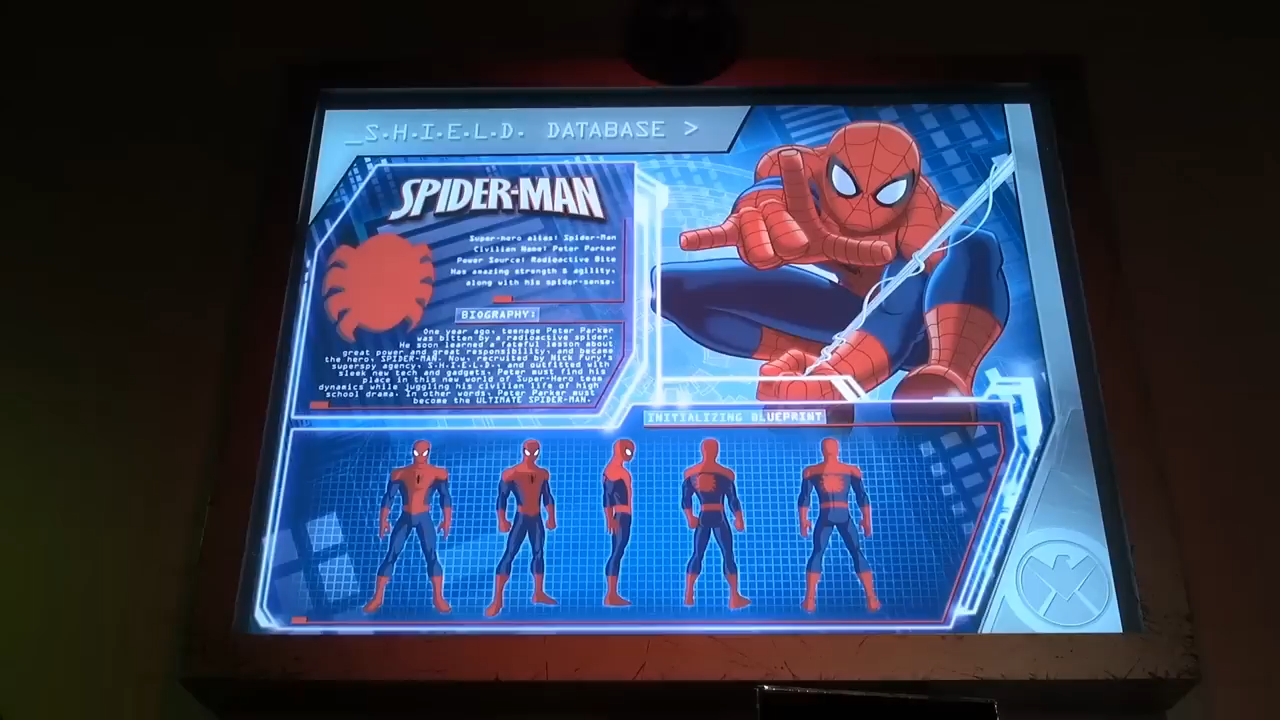 _S.H.I.E.L.D. DATABASE >
SPIDER-MAN
Super-hero alias: Spider-Man
Civilian Name: Peter Parker
Power Source: Radioactive Bite
Has amazing strength & agility,
along with his spider-sense.
BIOGRAPHY:
One year ago, teenage Peter Parker
was bitten by a radioactive spider.
He soon learned a fateful lesson about
great power and great responsibility, and became
the hero, SPIDER-MAN. Now, recruited by Nick Fury's
superspy agency, S.H.I.E.L.D., and outfitted with
sleek new tech and gadgets, Peter must find his
place in this new world of Super-Hero team
dynamics while juggling his civilian life of high
school drama. In other words, Peter Parker must
become the ULTIMATE SPIDER-MAN.
INITIALIZING BLUEPRINT